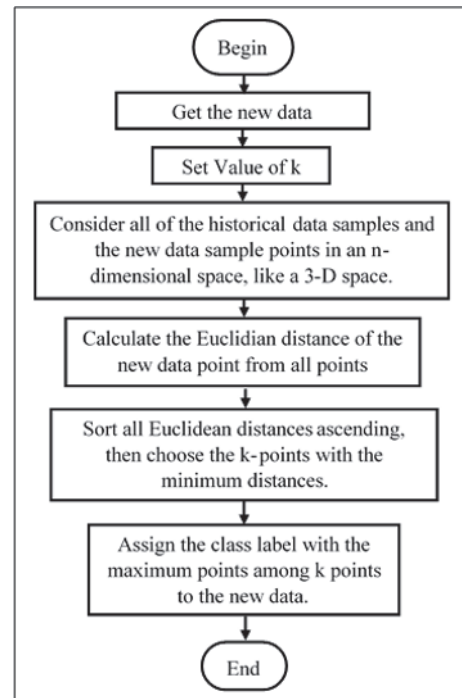 Begin
Get the new data
Set Value of k
Consider all of the historical data samples and
the new data sample points in an n-
dimensional space, like a 3-D space.
Calculate the Euclidian distance of the
new data point from all points
Sort all Euclidean distances ascending,
then choose the k-points with the
minimum distances.
Assign the class label with the
maximum points among k points
to the new data.
End